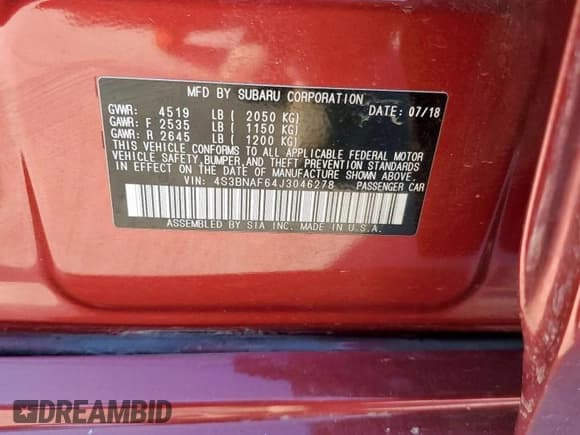 MFD BY SUBARU CORPORATION
GVWR: 4519 LB ( 2050 KG) DATE: 07/18
GAWR: F 2535 LB ( 1150 KG)
GAWR: R 2645 LB ( 1200 KG)
THIS VEHICLE CONFORMS TO ALL APPLICABLE FEDERAL MOTOR
VEHICLE SAFETY, BUMPER, AND THEFT PREVENTION STANDARDS
IN EFFECT ON THE DATE OF MANUFACTURE SHOWN ABOVE.
VIN: 4S3BNAF64J3046278 PASSENGER CAR
ASSEMBLED BY SIA INC. MADE IN U.S.A.
DREAMBID